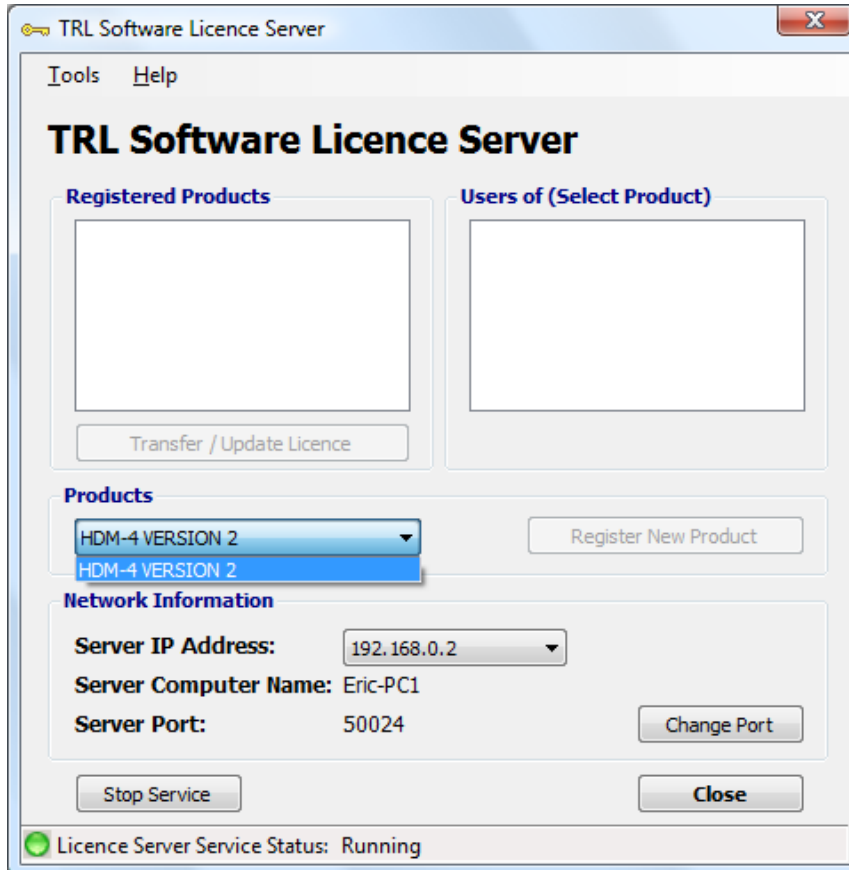 TRL Software Licence Server
Tools Help
TRL Software Licence Server
Registered Products
Users of (Select Product)
Transfer / Update Licence
Products
HDM-4 VERSION 2
Register New Product
HDM-4 VERSION 2
Network Information
Server IP Address: 192.168.0.2
Server Computer Name: Eric-PC1
Server Port: 50024
Change Port
Stop Service
Close
Licence Server Service Status: Running